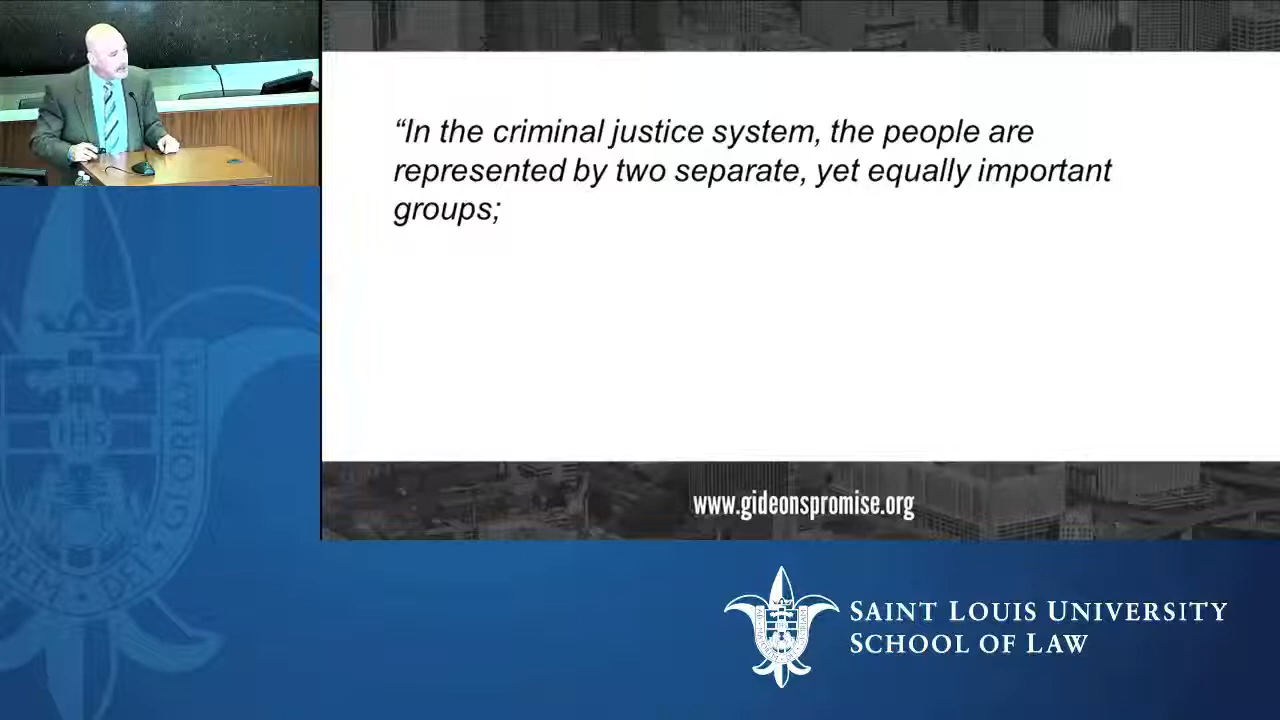 “In the criminal justice system, the people are
represented by two separate, yet equally important
groups;
www.gideonspromise.org
SAINT LOUIS UNIVERSITY
SCHOOL OF LAW
IHS